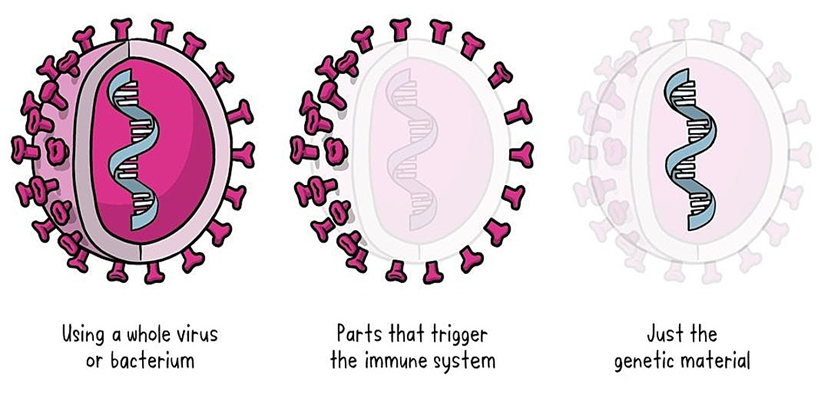 Using a whole virus
or bacterium
Parts that trigger
the immune system
Just the
genetic material